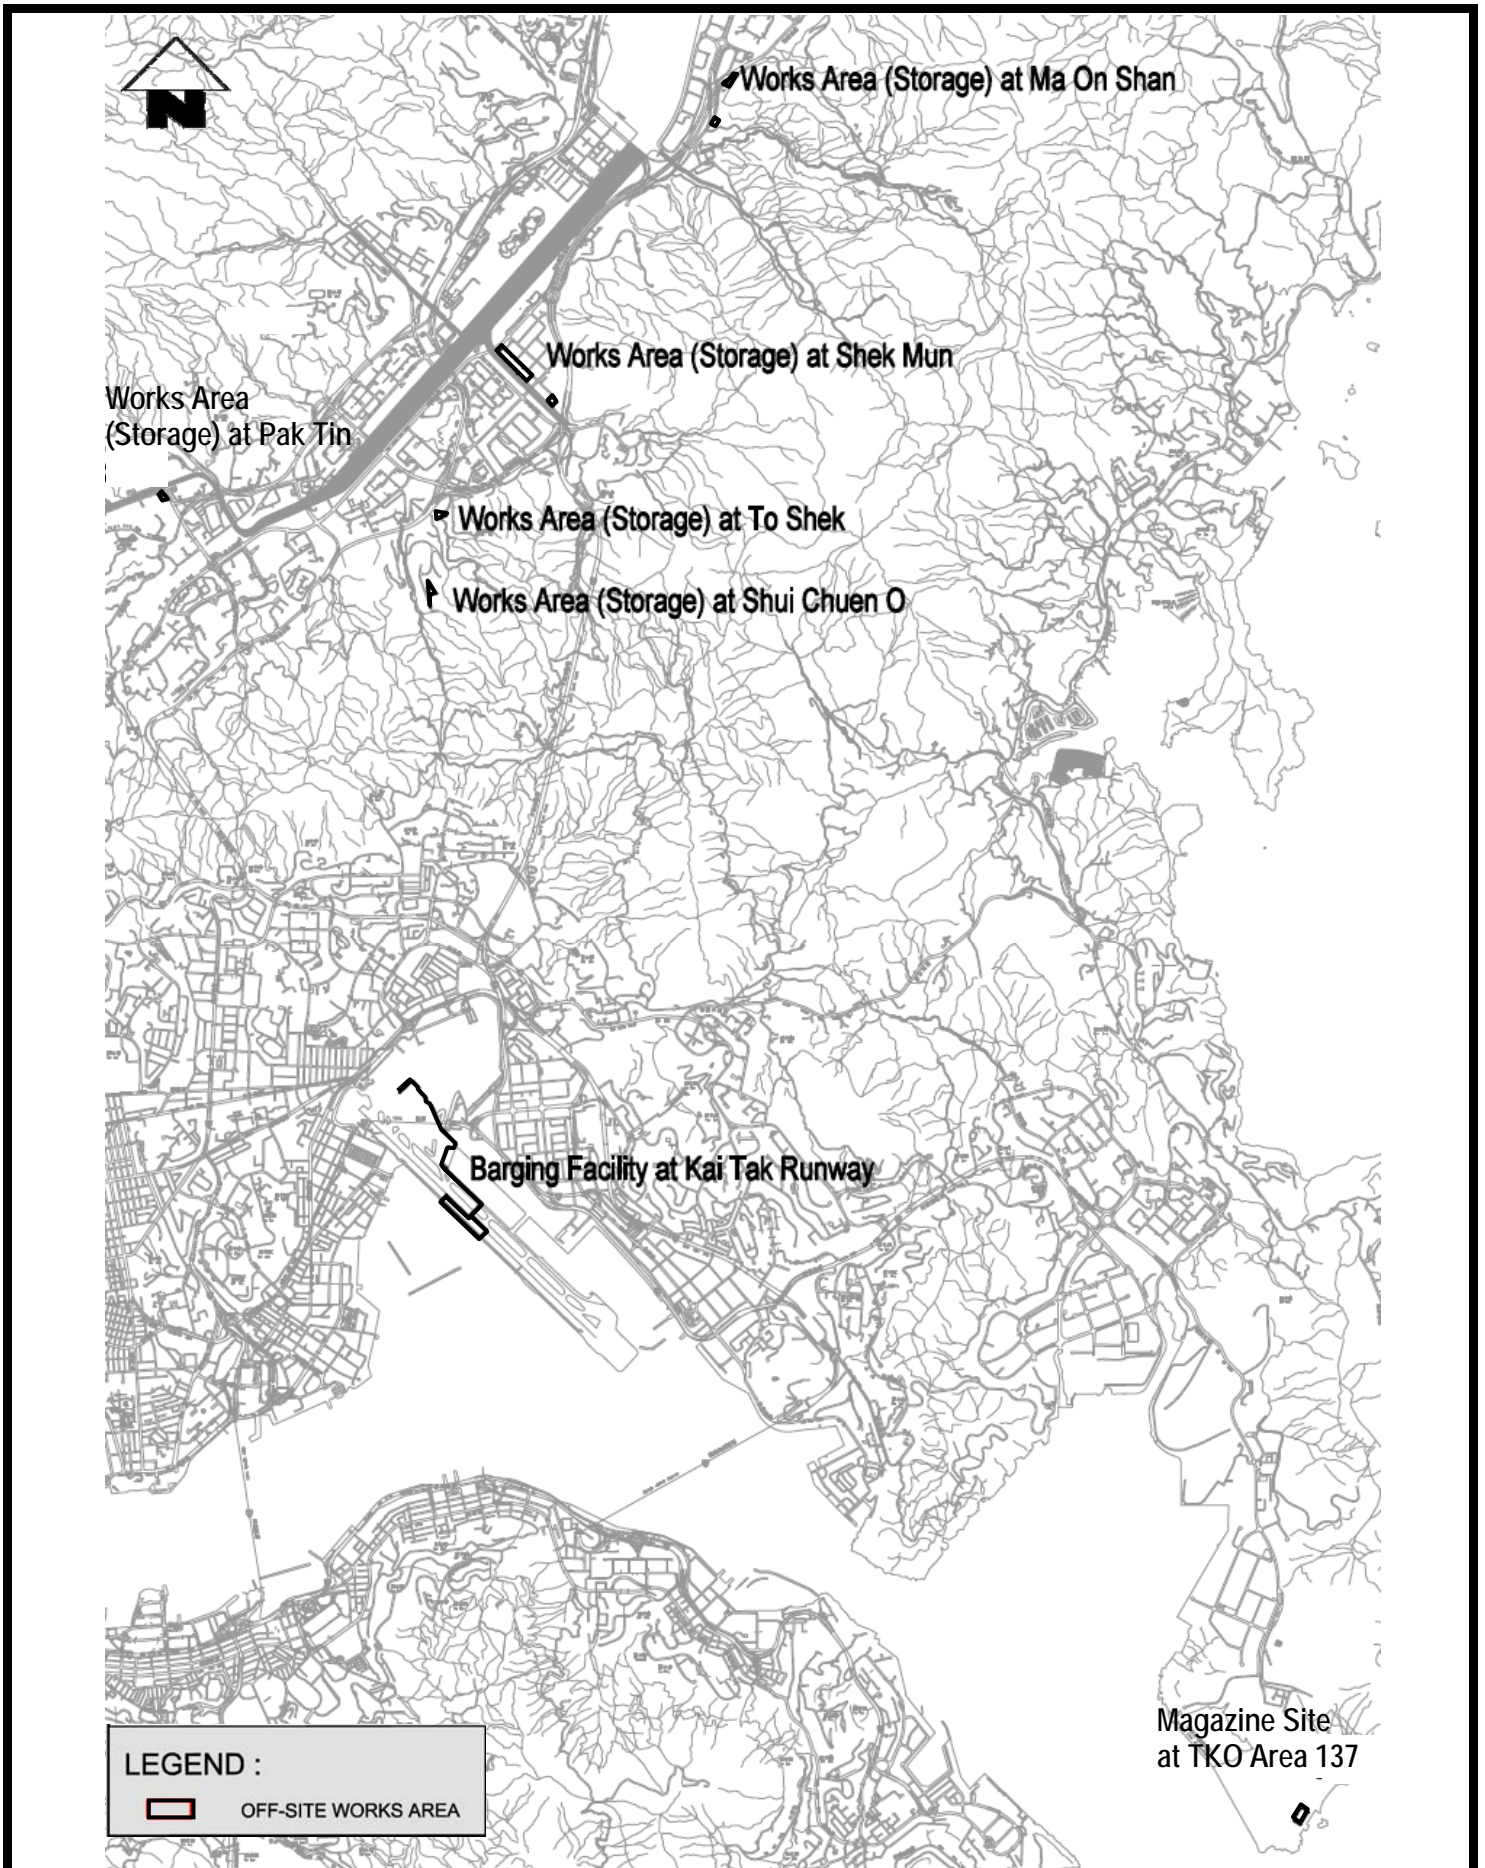 N
Works Area (Storage) at Ma On Shan
Works Area (Storage) at Shek Mun
Works Area
(Storage) at Pak Tin
Works Area (Storage) at To Shek
Works Area (Storage) at Shui Chuen O
Barging Facility at Kai Tak Runway
Magazine Site
at TKO Area 137
LEGEND :
OFF-SITE WORKS AREA